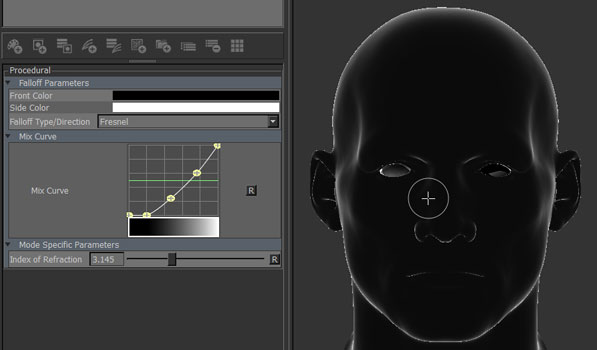 Procedural
Falloff Parameters
Front Color
Side Color
Falloff Type/Direction Fresnel
Mix Curve
Mix Curve R
Mode Specific Parameters
Index of Refraction 3.145 R